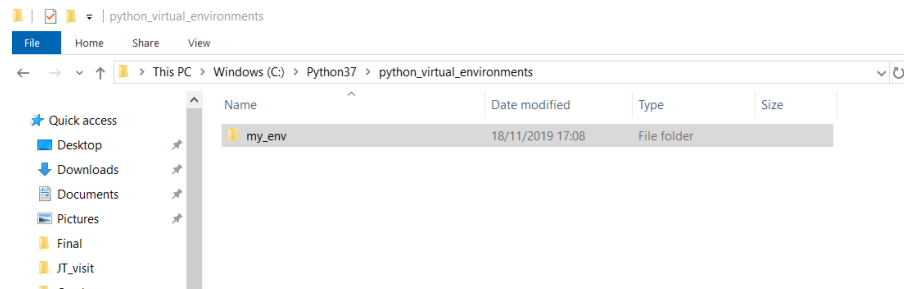 python_virtual_environments
File Home Share View
This PC > Windows (C:) > Python37 > python_virtual_environments
Name Date modified Type Size
Quick access
my_env 18/11/2019 17:08 File folder
Desktop
Downloads
Documents
Pictures
Final
JT_visit